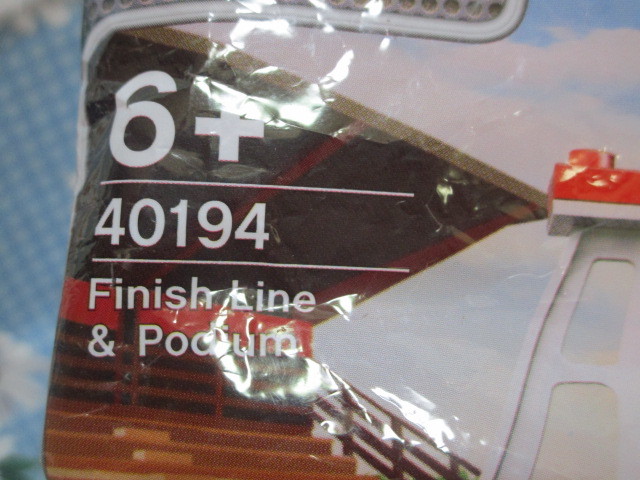 6+
40194
Finish Line
& Podium